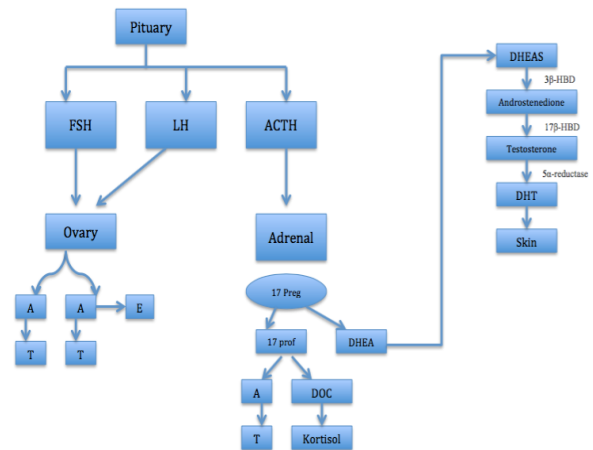 Pituary
FSH
LH
ACTH
Ovary
Adrenal
A
A
E
T
T
17 Preg
17 prof
DHEA
A
DOC
T
Kortisol
DHEAS
3β-HBD
Androstenedione
17β-HBD
Testosterone
5α-reductase
DHT
Skin